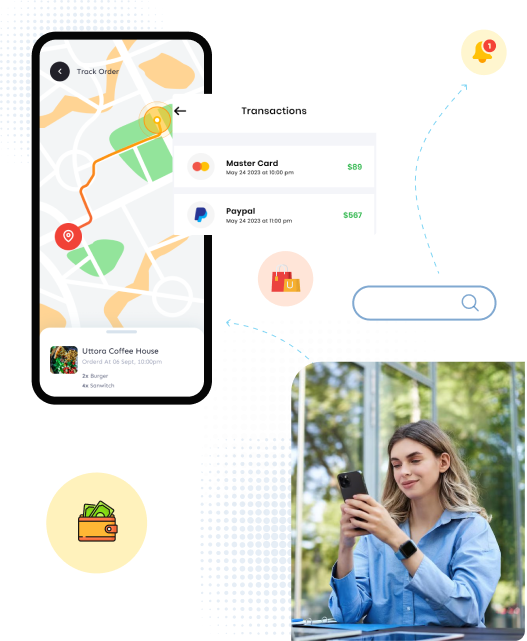 1
Track Order
Transactions
Master Card
May 24 2023 at 10:00 pm
$89
Paypal
May 24 2023 at 11:00 pm
$567
U
Uttora Coffee House
Orderd At 06 Sept, 10:00pm
2x Burger
4x Sanwitch